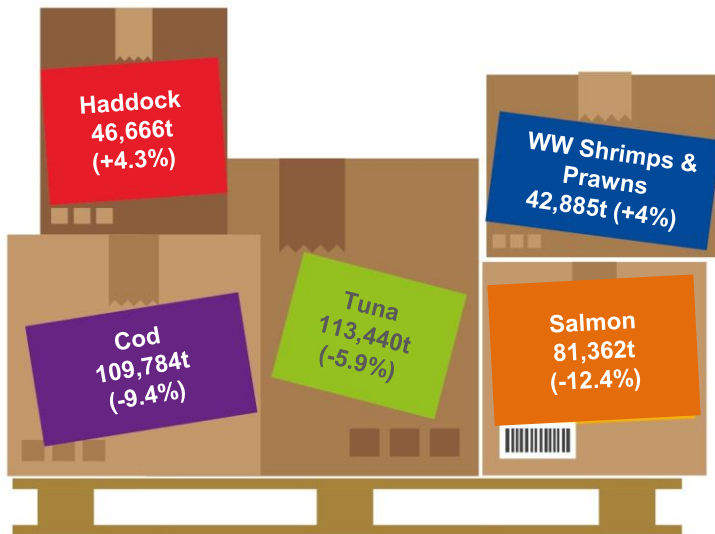 Haddock
46,666t
(+4.3%)
WW Shrimps &
Prawns
42,885t (+4%)
Cod
109,784t
(-9.4%)
Tuna
113,440t
(-5.9%)
Salmon
81,362t
(-12.4%)